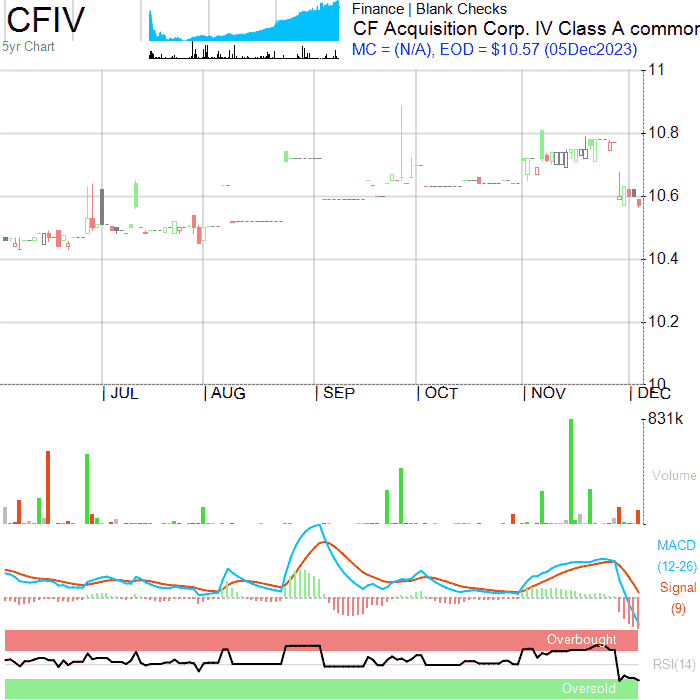 CFIV
5yr Chart
Finance | Blank Checks
CF Acquisition Corp. IV Class A common
MC = (N/A), EOD = $10.57 (05Dec2023)
11
10.8
10.6
10.4
10.2
10
| JUL | AUG | SEP | OCT | NOV | DEC
831k
Volume
MACD
(12-26)
Signal
(9)
Overbought
RSI(14)
Oversold